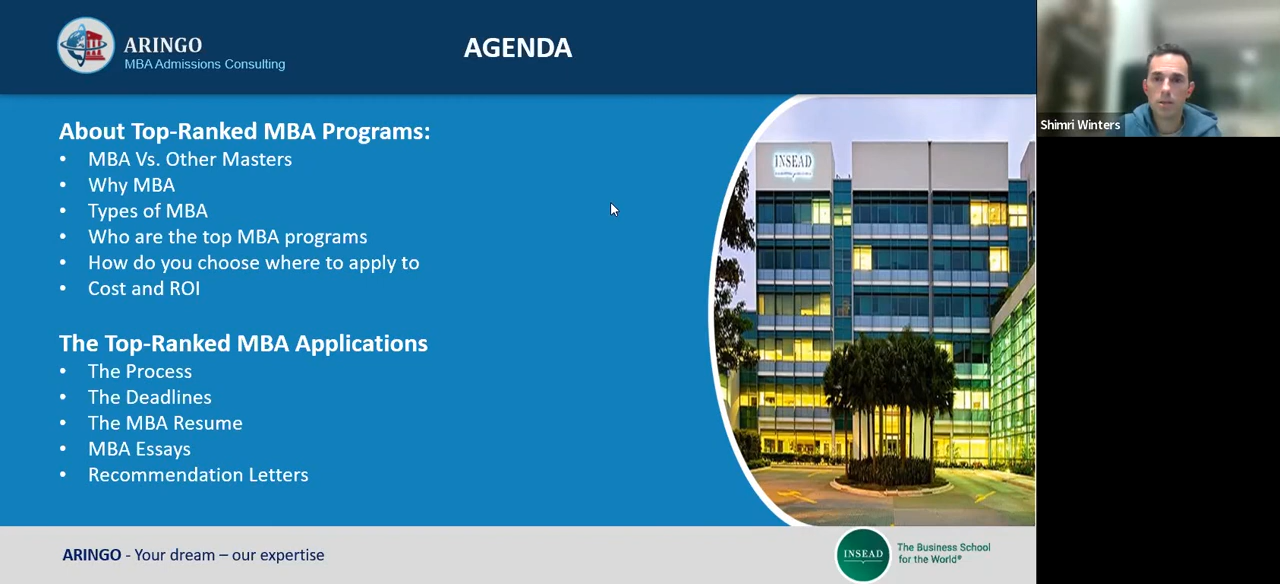 ARINGO
MBA Admissions Consulting
AGENDA
Shimri Winters
About Top-Ranked MBA Programs:
• MBA Vs. Other Masters
• Why MBA
• Types of MBA
• Who are the top MBA programs
• How do you choose where to apply to
• Cost and ROI
The Top-Ranked MBA Applications
• The Process
• The Deadlines
• The MBA Resume
• MBA Essays
• Recommendation Letters
INSEAD
ARINGO - Your dream – our expertise
INSEAD
The Business School
for the World®